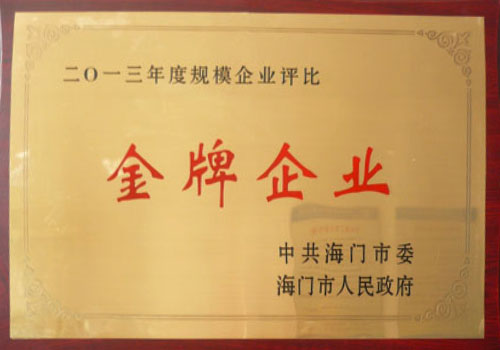 二〇一三年度规模企业评比
金牌企业
中共海门市委
海门市人民政府